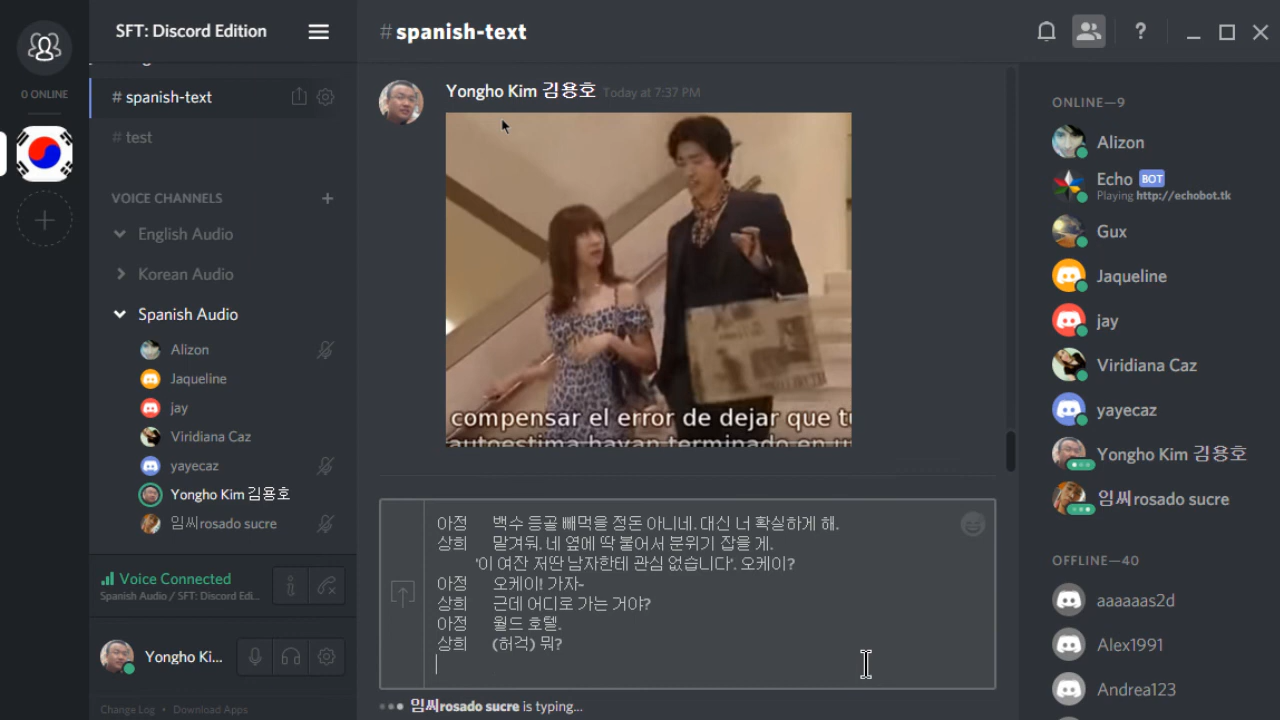 0 ONLINE
SFT: Discord Edition
# spanish-text
# test
VOICE CHANNELS
English Audio
Korean Audio
Spanish Audio
Alizon
Jaqueline
jay
Viridiana Caz
yayecaz
Yongho Kim 김용호
임씨rosado sucre
Voice Connected
Spanish Audio / SFT: Discord Edi...
Yongho Ki...
Change Log • Download Apps
# spanish-text
Yongho Kim 김용호 Today at 7:37 PM
compensar el error de dejar que tu
autoestima hayan terminado en u
아정 백수 등골 빼먹을 정돈 아니네. 대신 너 확실하게 해.
상희 맡겨둬. 네 옆에 딱 붙어서 분위기 잡을 게.
'이 여잔 저딴 남자한테 관심 없습니다'. 오케이?
아정 오케이! 가자-
상희 근데 어디로 가는 거야?
아정 월드 호텔.
상희 (허걱) 뭐?
임씨rosado sucre is typing...
?
ONLINE—9
Alizon
Echo BOT
Playing http://echobot.tk
Gux
Jaqueline
jay
Viridiana Caz
yayecaz
Yongho Kim 김용호
임씨rosado sucre
OFFLINE—40
aaaaaas2d
Alex1991
Andrea123